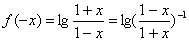 f(−x) = lg (1+x)/(1−x) = lg((1−x)/(1+x))⁻¹